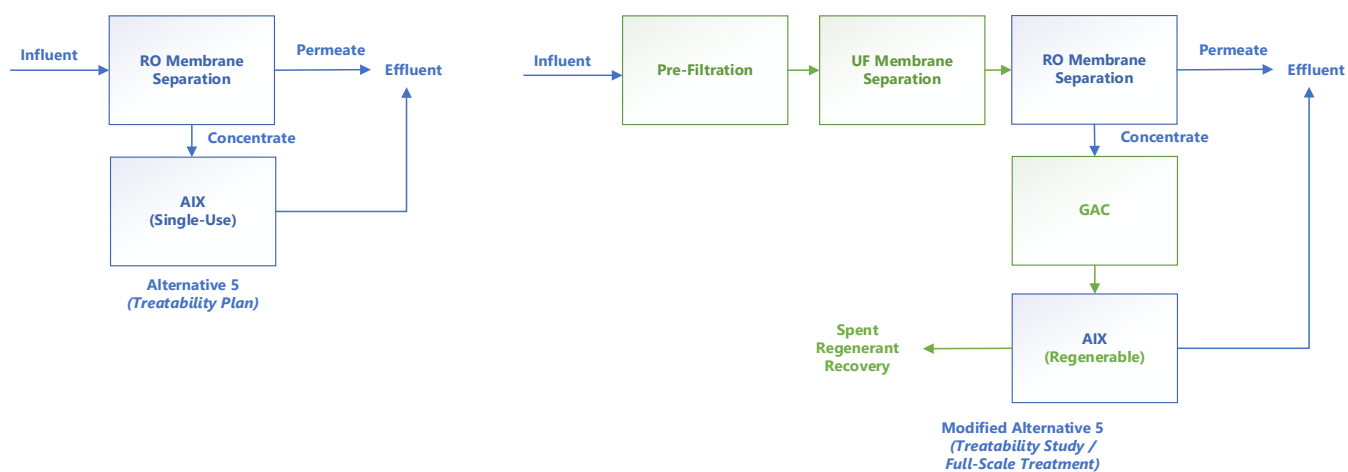 Influent
RO Membrane
Separation
Permeate
Effluent
Concentrate
AIX
(Single-Use)
Alternative 5
(Treatability Plan)
Influent
Pre-Filtration
UF Membrane
Separation
RO Membrane
Separation
Permeate
Effluent
Concentrate
GAC
AIX
(Regenerable)
Spent
Regenerant
Recovery
Modified Alternative 5
(Treatability Study /
Full-Scale Treatment)